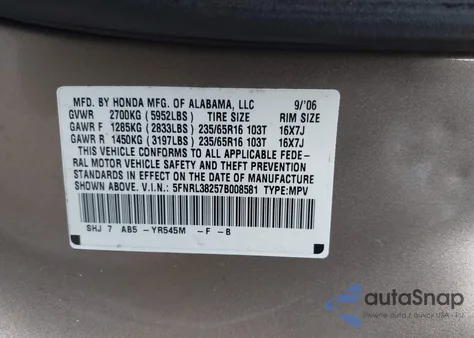 MFD. BY HONDA MFG. OF ALABAMA, LLC 9/'06
GVWR 2700KG (5952LBS) TIRE SIZE RIM SIZE
GAWR F 1285KG (2833LBS) 235/65R16 103T 16X7J
GAWR R 1450KG (3197LBS) 235/65R16 103T 16X7J
THIS VEHICLE CONFORMS TO ALL APPLICABLE FEDE-
RAL MOTOR VEHICLE SAFETY AND THEFT PREVENTION
STANDARDS IN EFFECT ON THE DATE OF MANUFACTURE
SHOWN ABOVE. V.I.N.: 5FNRL38257B008581 TYPE:MPV
SHJ 7 AB5 -YR545M -F -B
autoSnap